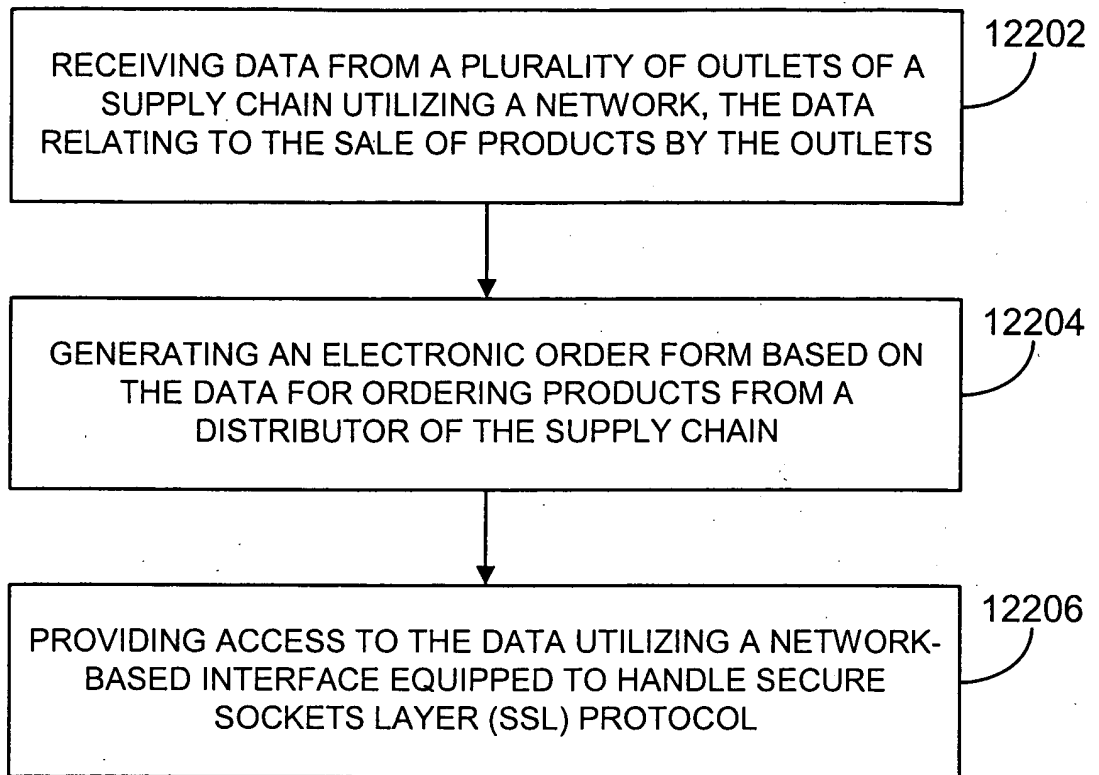 12202
RECEIVING DATA FROM A PLURALITY OF OUTLETS OF A
SUPPLY CHAIN UTILIZING A NETWORK, THE DATA
RELATING TO THE SALE OF PRODUCTS BY THE OUTLETS
12204
GENERATING AN ELECTRONIC ORDER FORM BASED ON
THE DATA FOR ORDERING PRODUCTS FROM A
DISTRIBUTOR OF THE SUPPLY CHAIN
12206
PROVIDING ACCESS TO THE DATA UTILIZING A NETWORK-
BASED INTERFACE EQUIPPED TO HANDLE SECURE
SOCKETS LAYER (SSL) PROTOCOL